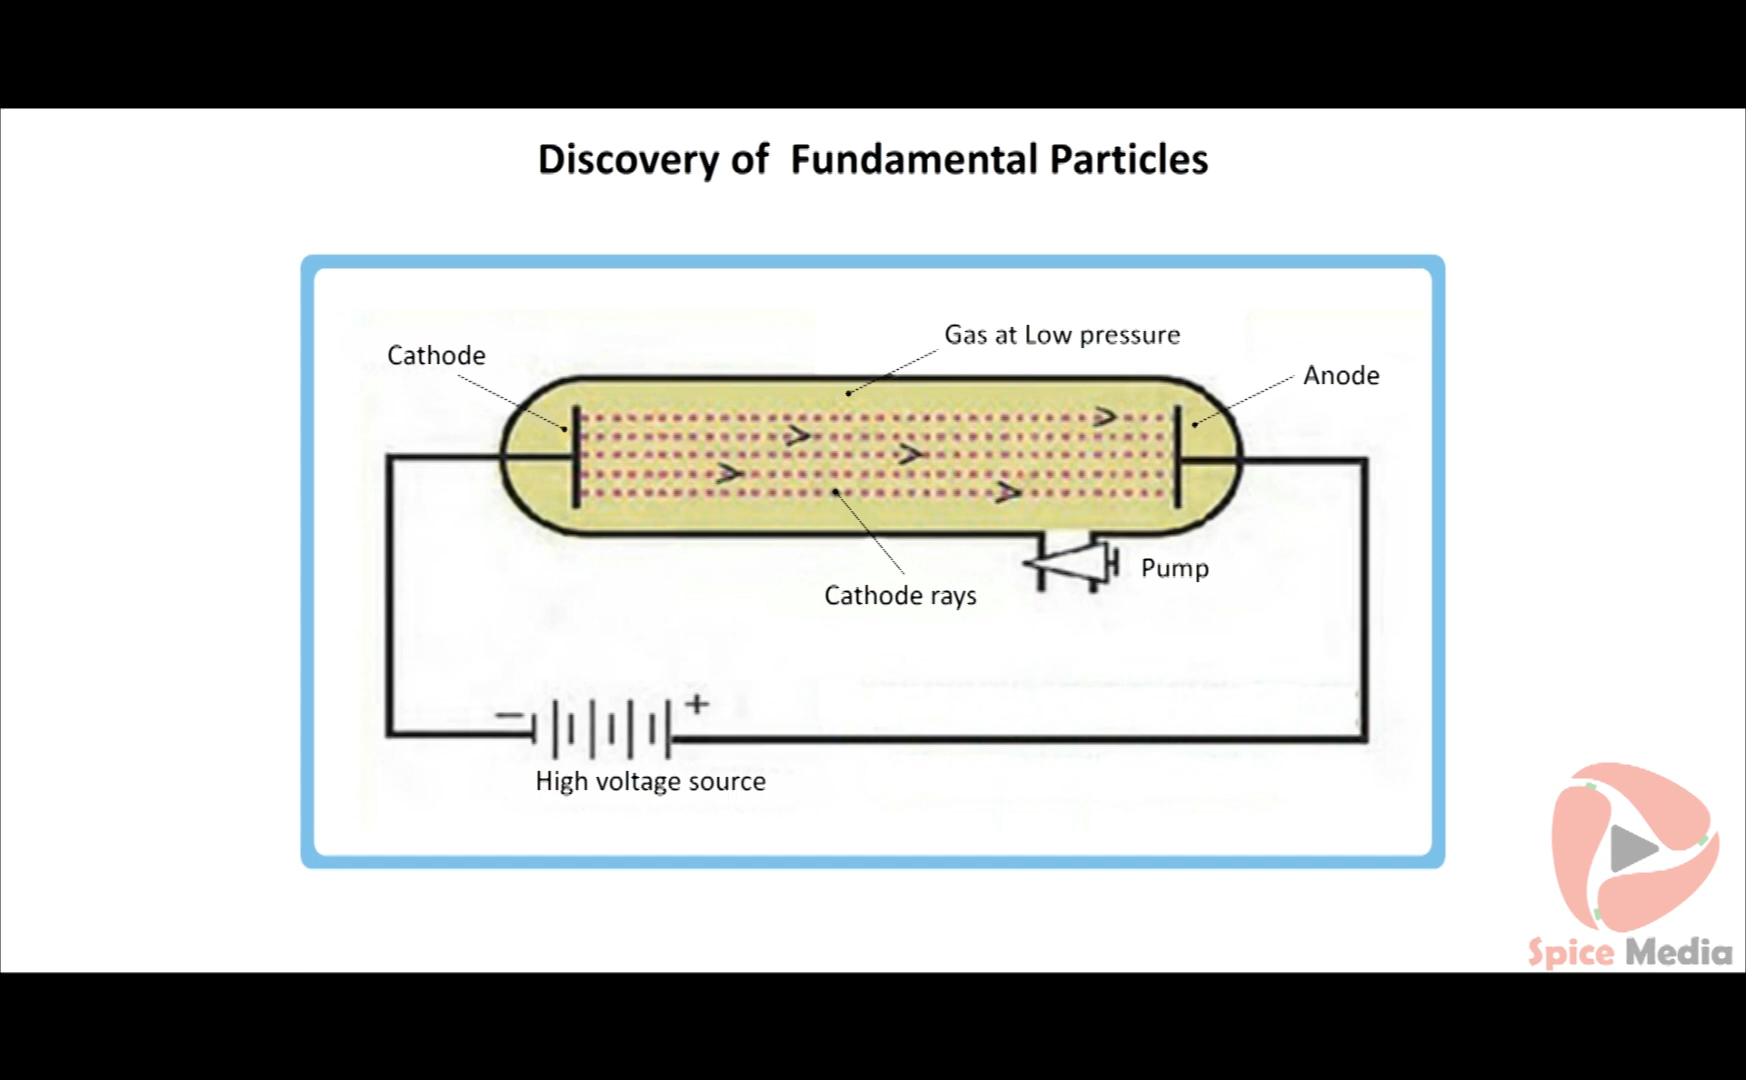 Discovery of Fundamental Particles
Gas at Low pressure
Cathode
Anode
Pump
Cathode rays
− +
High voltage source
Spice Media